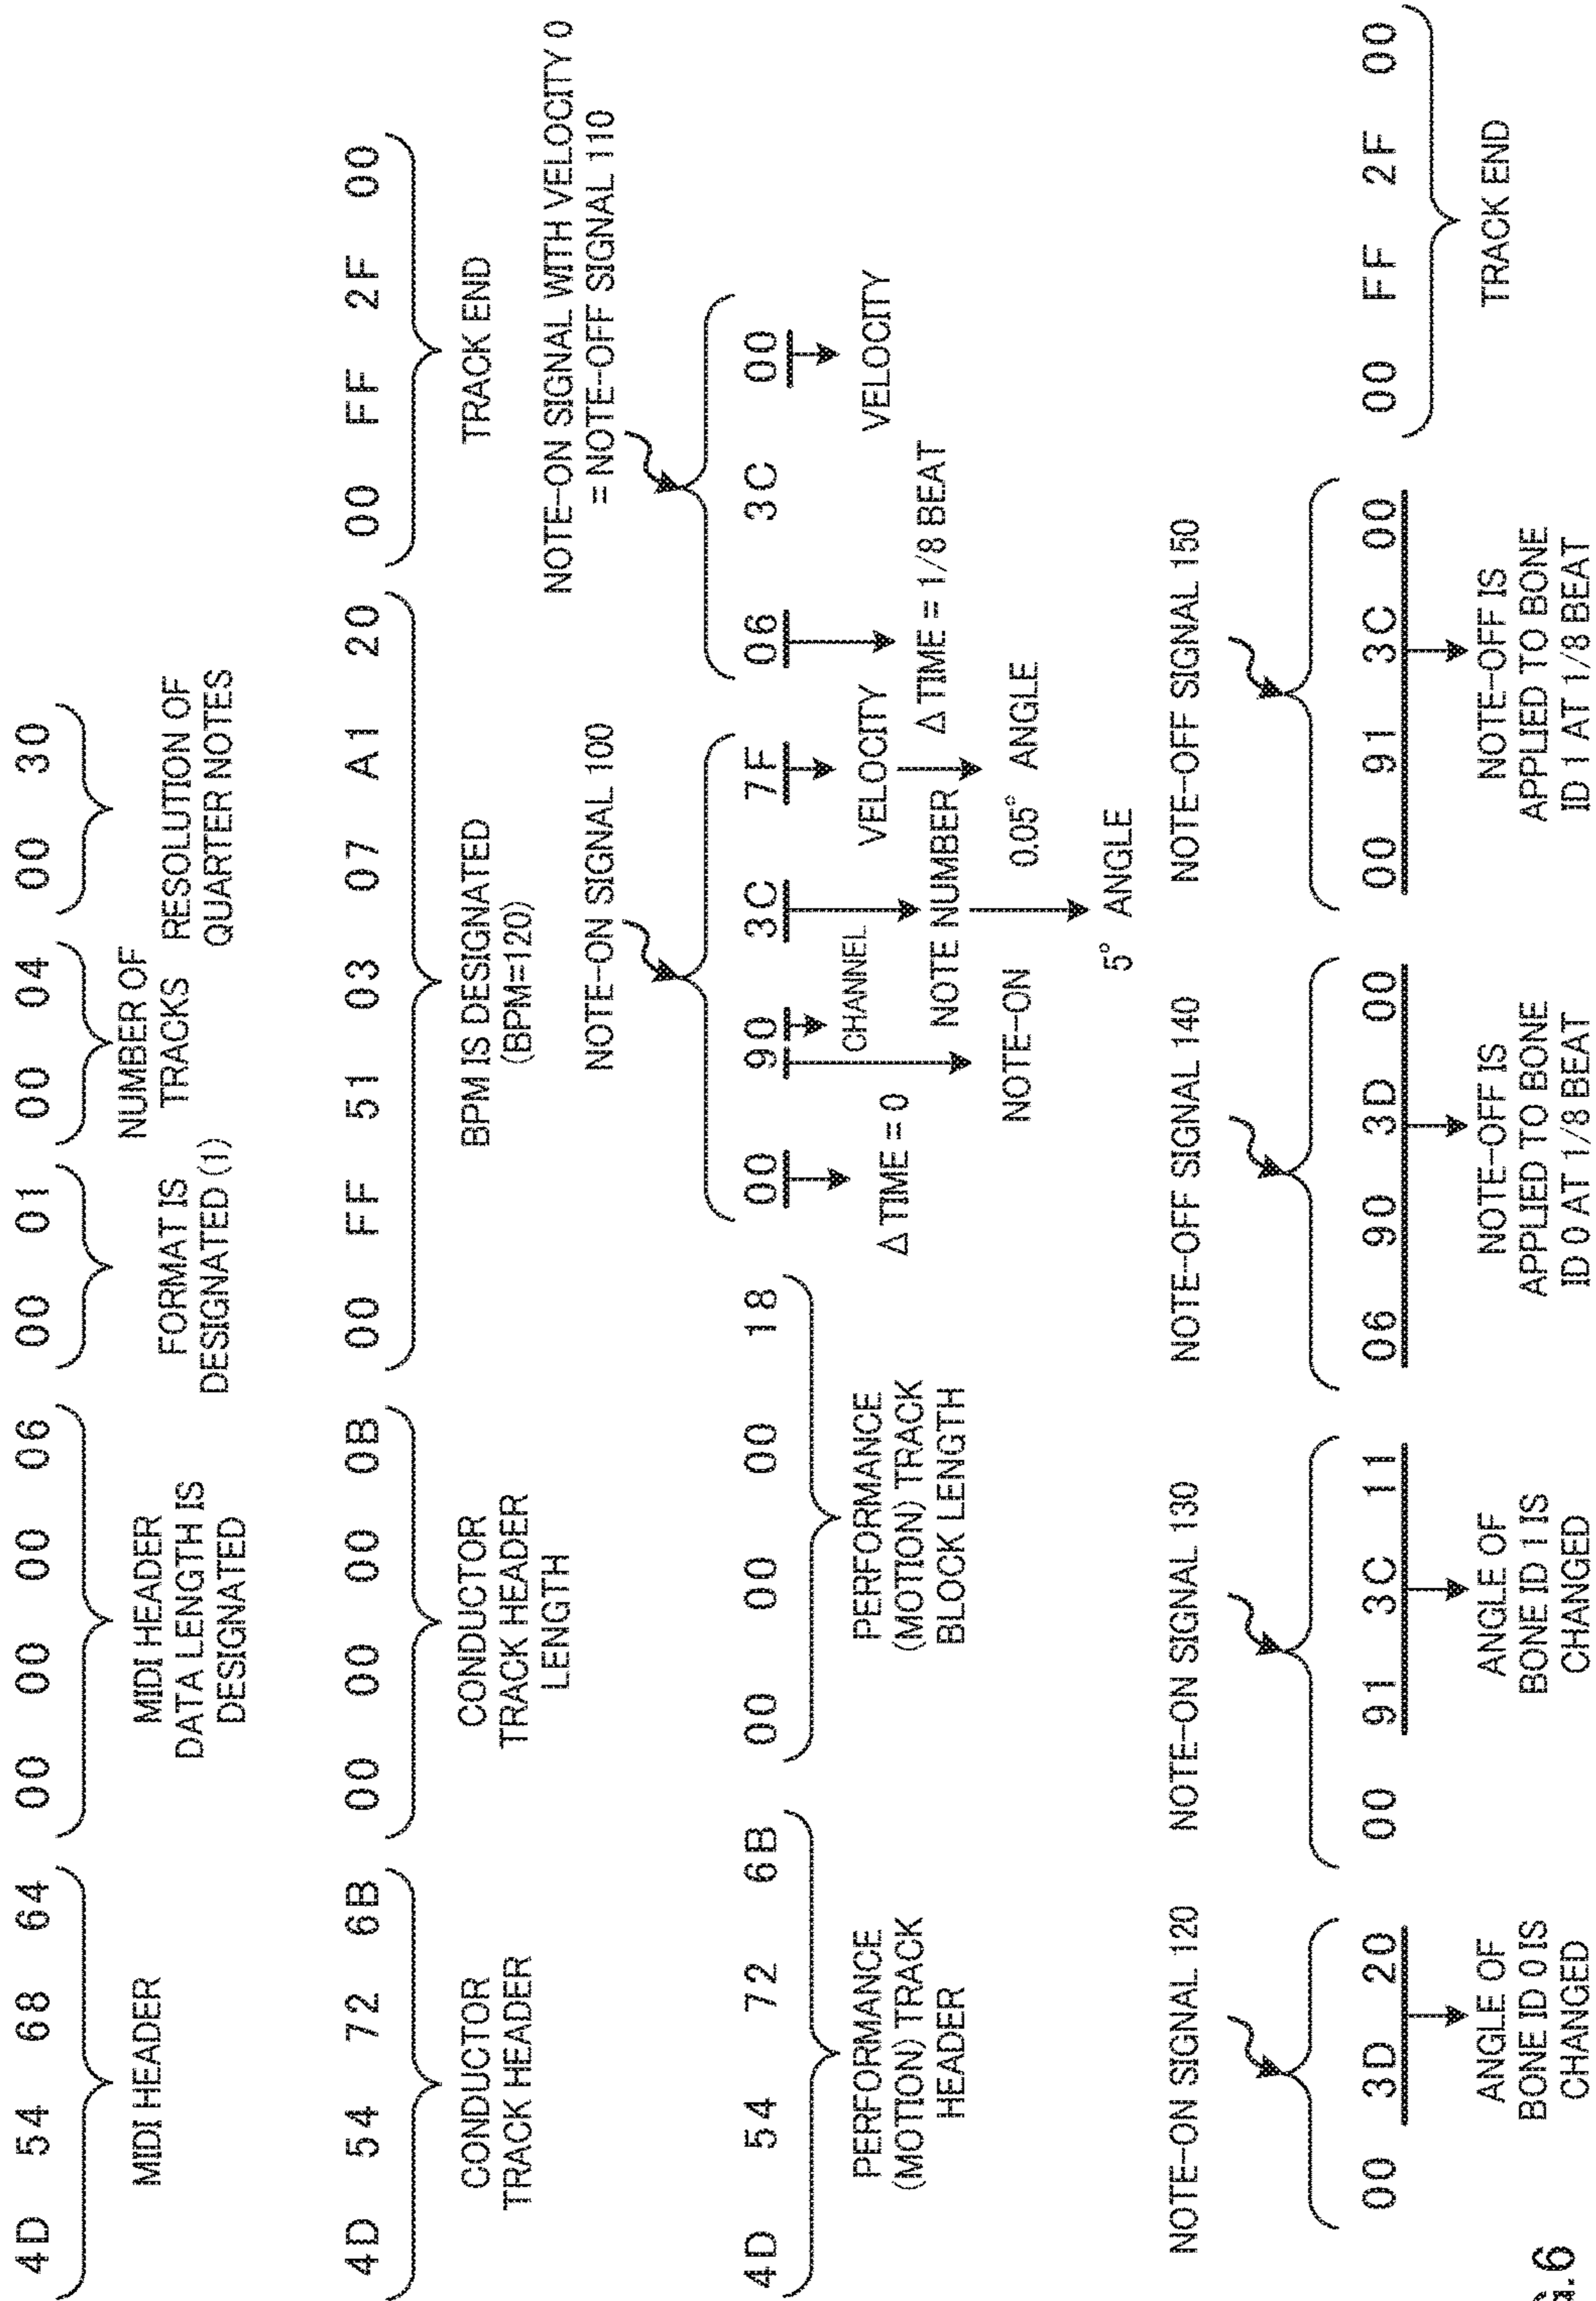 4D 54 68 64 00 00 00 06 00 01 00 04 00 30
MIDI HEADER
MIDI HEADER
DATA LENGTH IS
DESIGNATED
FORMAT IS
DESIGNATED (1)
NUMBER OF
TRACKS
RESOLUTION OF
QUARTER NOTES
4D 54 72 6B 00 00 00 0B 00 FF 51 03 07 A1 20 00 FF 2F 00
CONDUCTOR
TRACK HEADER
CONDUCTOR
TRACK HEADER
LENGTH
BPM IS DESIGNATED
(BPM=120)
TRACK END
NOTE-ON SIGNAL 100
NOTE-ON SIGNAL WITH VELOCITY 0
= NOTE-OFF SIGNAL 110
4D 54 72 6B 00 00 00 18 00 90 3C 7F 06 3C 00
PERFORMANCE
(MOTION) TRACK
HEADER
PERFORMANCE
(MOTION) TRACK
BLOCK LENGTH
Δ TIME = 0
NOTE-ON
CHANNEL
NOTE NUMBER
5° ANGLE
VELOCITY
0.05° ANGLE
Δ TIME = 1/8 BEAT
VELOCITY
NOTE-ON SIGNAL 120
NOTE-ON SIGNAL 130
NOTE-OFF SIGNAL 140
NOTE-OFF SIGNAL 150
00 3D 20 00 91 3C 11 06 90 3D 00 00 91 3C 00 00 FF 2F 00
ANGLE OF
BONE ID 0 IS
CHANGED
ANGLE OF
BONE ID 1 IS
CHANGED
NOTE-OFF IS
APPLIED TO BONE
ID 0 AT 1/8 BEAT
NOTE-OFF IS
APPLIED TO BONE
ID 1 AT 1/8 BEAT
TRACK END